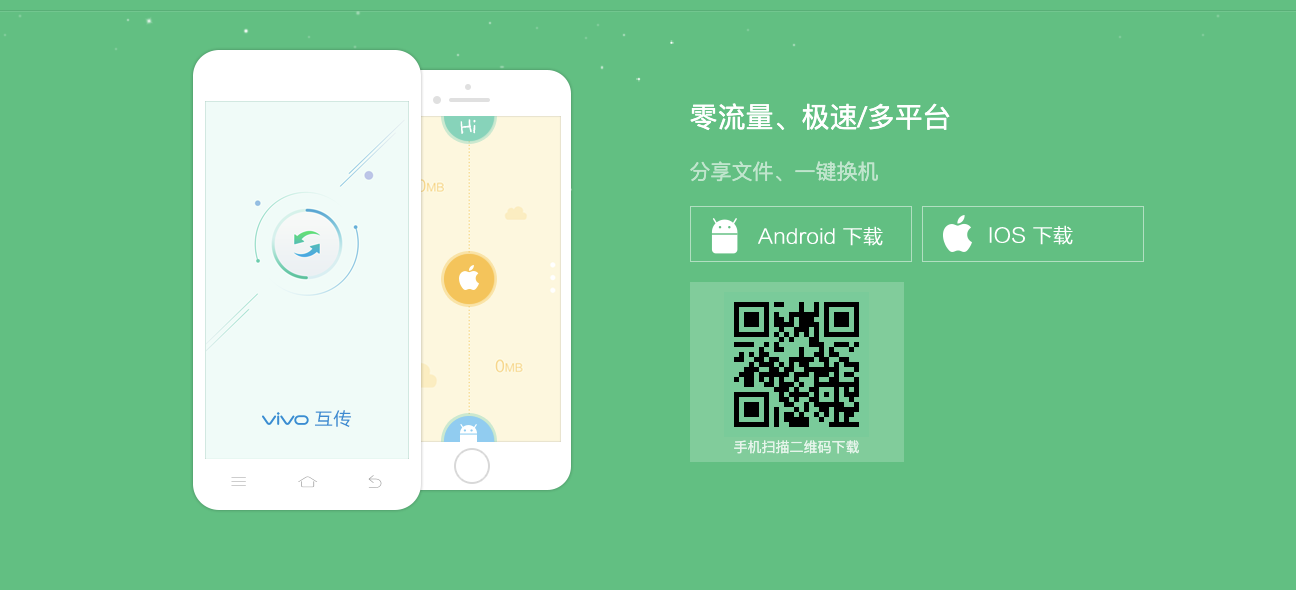 Hi
0MB
0MB
vivo 互传
零流量、极速/多平台
分享文件、一键换机
Android 下载
IOS 下载
手机扫描二维码下载